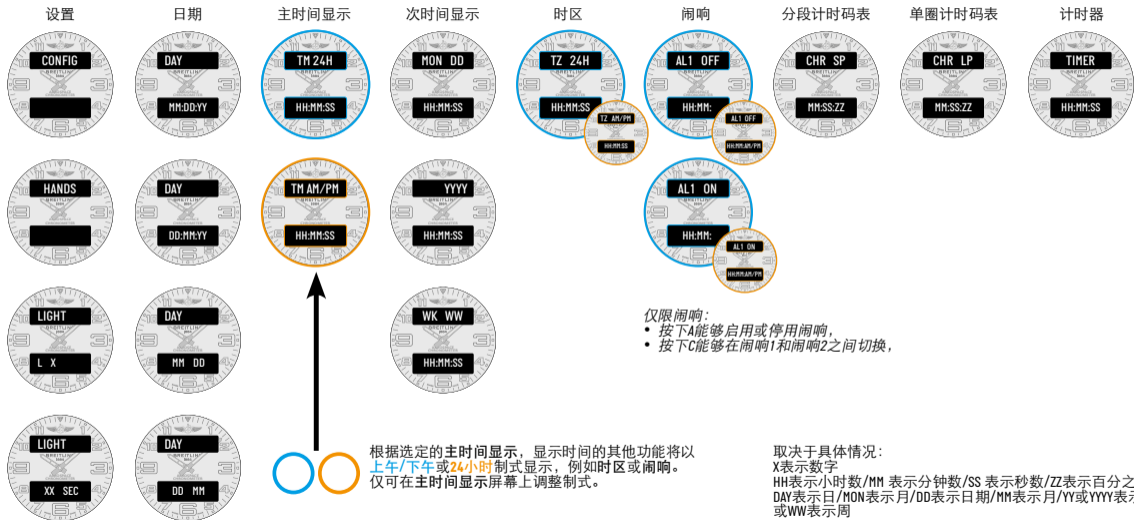 设置 日期 主时间显示 次时间显示 时区 闹响 分段计时码表 单圈计时码表 计时器
CONFIG DAY TM 24H MON DD TZ 24H AL1 OFF CHR SP CHR LP TIMER
MM:DD:YY HH:MM:SS HH:MM:SS HH:MM:SS HH:MM: MM:SS:ZZ MM:SS:ZZ HH:MM:SS
TZ AM/PM AL1 OFF
HH:MM:SS HH:MM:AM/PM
HANDS DAY TM AM/PM YYYY AL1 ON
DD:MM:YY HH:MM:SS HH:MM:SS HH:MM:
AL1 ON
HH:MM:AM/PM
LIGHT DAY WK WW
L X MM DD HH:MM:SS
仅限闹响:
• 按下A能够启用或停用闹响,
• 按下C能够在闹响1和闹响2之间切换,
LIGHT DAY
XX SEC DD MM
根据选定的主时间显示，显示时间的其他功能将以
上午/下午或24小时制式显示，例如时区或闹响。
仅可在主时间显示屏幕上调整制式。
取决于具体情况:
X表示数字
HH表示小时数/MM 表示分钟数/SS 表示秒数/ZZ表示百分之
DAY表示日/MON表示月/DD表示日期/MM表示月/YY或YYYY表示
或WW表示周